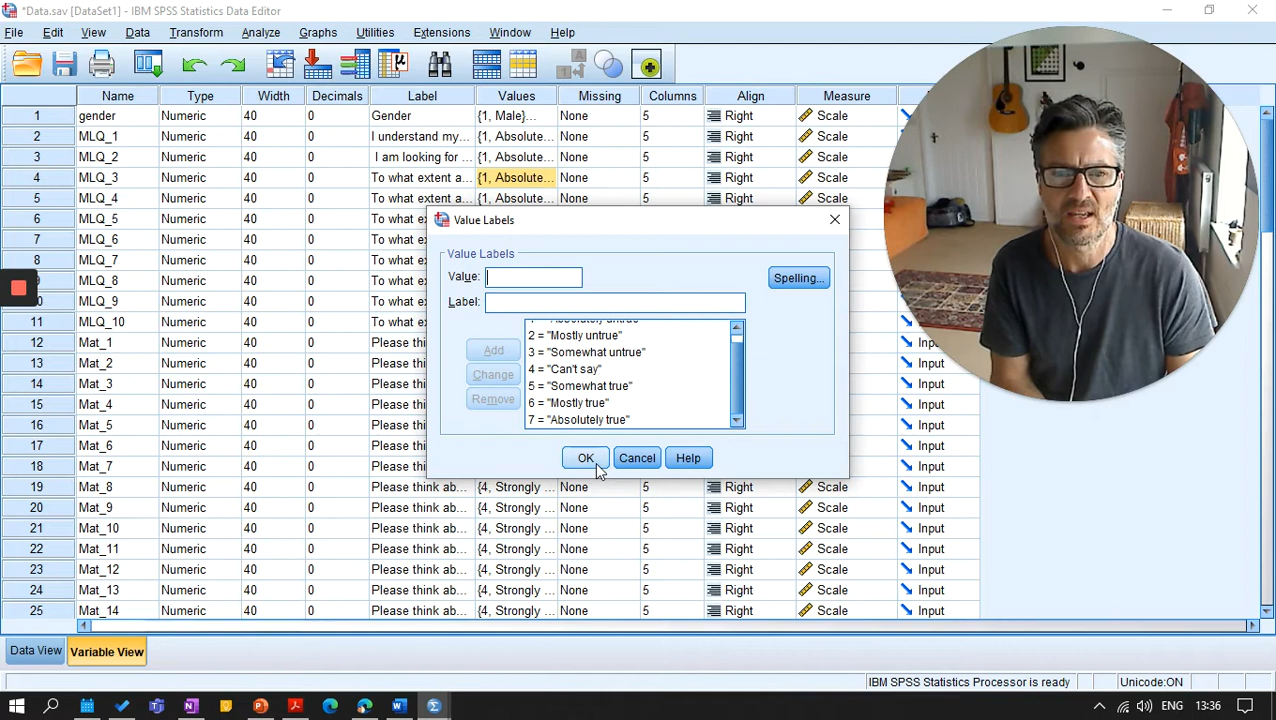 *Data.sav [DataSet1] - IBM SPSS Statistics Data Editor
File Edit View Data Transform Analyze Graphs Utilities Extensions Window Help
Name Type Width Decimals Label Values Missing Columns Align Measure
1 gender Numeric 40 0 Gender {1, Male}... None 5 Right Scale
2 MLQ_1 Numeric 40 0 I understand my... {1, Absolute... None 5 Right Scale
3 MLQ_2 Numeric 40 0 I am looking for ... {1, Absolute... None 5 Right Scale
4 MLQ_3 Numeric 40 0 To what extent a... {1, Absolute... None 5 Right Scale
5 MLQ_4 Numeric 40 0 To what extent a... {1, Absolute... None 5 Right Scale
6 MLQ_5 Numeric 40 0 To what ex
7 MLQ_6 Numeric 40 0 To what ex
8 MLQ_7 Numeric 40 0 To what ex
MLQ_8 Numeric 40 0 To what ex
10 MLQ_9 Numeric 40 0 To what ex
11 MLQ_10 Numeric 40 0 To what ex
12 Mat_1 Numeric 40 0 Please thin Input
13 Mat_2 Numeric 40 0 Please thin Input
14 Mat_3 Numeric 40 0 Please thin Input
15 Mat_4 Numeric 40 0 Please thin Input
16 Mat_5 Numeric 40 0 Please thin Input
17 Mat_6 Numeric 40 0 Please thin Input
18 Mat_7 Numeric 40 0 Please thin Input
19 Mat_8 Numeric 40 0 Please think ab... {4, Strongly ... None 5 Right Scale Input
20 Mat_9 Numeric 40 0 Please think ab... {4, Strongly ... None 5 Right Scale Input
21 Mat_10 Numeric 40 0 Please think ab... {4, Strongly ... None 5 Right Scale Input
22 Mat_11 Numeric 40 0 Please think ab... {4, Strongly ... None 5 Right Scale Input
23 Mat_12 Numeric 40 0 Please think ab... {4, Strongly ... None 5 Right Scale Input
24 Mat_13 Numeric 40 0 Please think ab... {4, Strongly ... None 5 Right Scale Input
25 Mat_14 Numeric 40 0 Please think ab... {4, Strongly ... None 5 Right Scale Input
Value Labels
Value Labels
Value: Spelling...
Label:
1 = "Absolutely untrue"
2 = "Mostly untrue"
3 = "Somewhat untrue"
4 = "Can't say"
5 = "Somewhat true"
6 = "Mostly true"
7 = "Absolutely true"
Add
Change
Remove
OK Cancel Help
Data View Variable View
IBM SPSS Statistics Processor is ready Unicode:ON
ENG 13:36